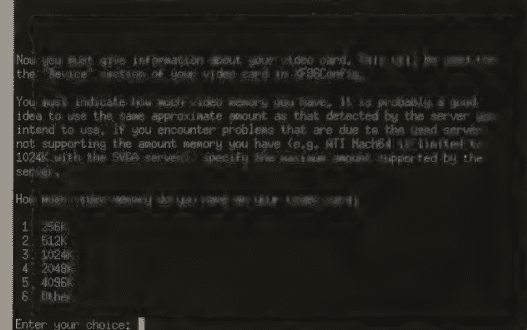 Now you must give information about your video card. This will be used for
the "Device" section of your video card in XF86Config.
You must indicate how much video memory you have. It is probably a good
idea to use the same approximate amount as that detected by the server you
intend to use. If you encounter problems that are due to the used server
not supporting the amount memory you have (e.g. ATI Mach64 is limited to
1024K with the SVGA server), specify the maximum amount supported by the
server.
How much video memory do you have on your video card:
1 256K
2 512K
3 1024K
4 2048K
5 4096K
6 Other
Enter your choice: